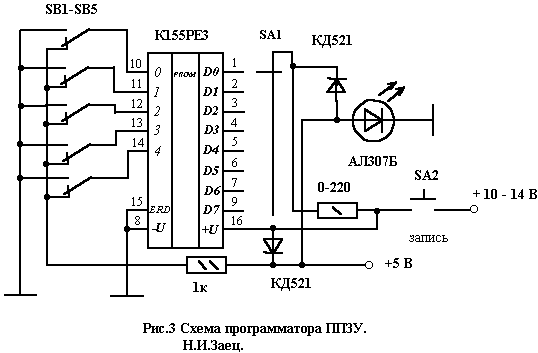 SB1-SB5
К155РЕ3
SA1
КД521
10 0 PROM D0 1
11 1 D1 2
12 2 D2 3
13 3 D3 4
14 4 D4 5
D5 6
D6 7
15 ERD D7 9
8 -U +U 16
АЛ307Б
0-220
SA2
+ 10 - 14 В
запись
1к
КД521
+5 В
Рис.3 Схема программатора ППЗУ.
Н.И.Заец.